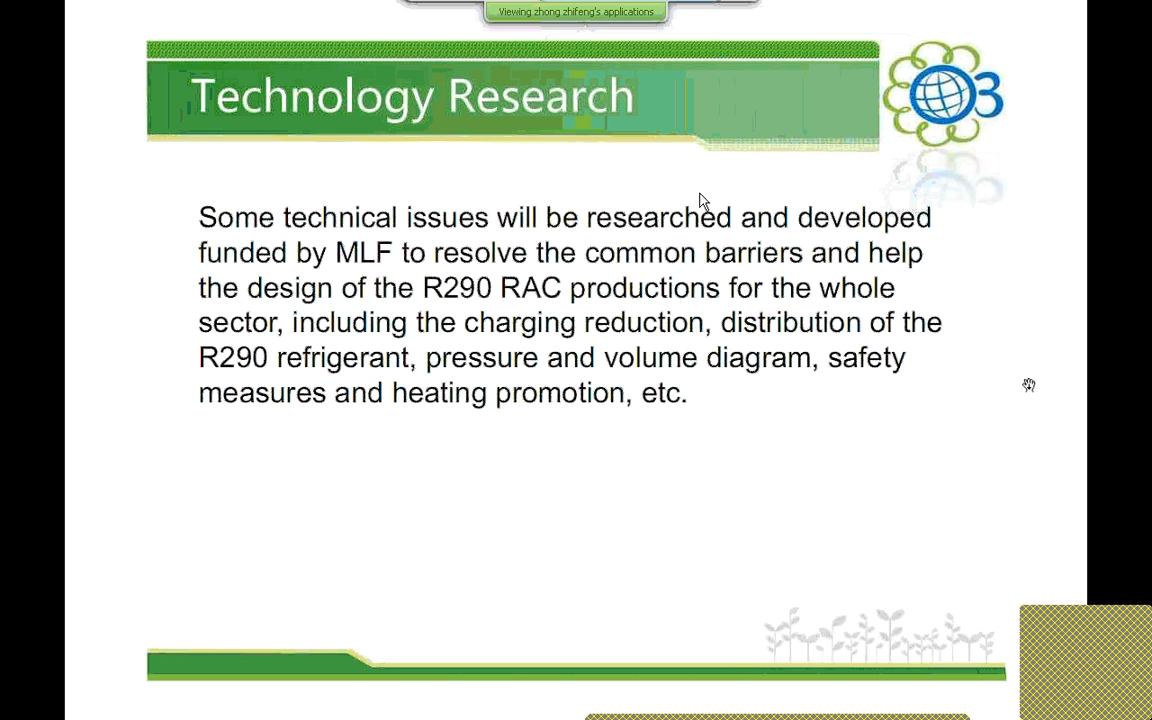 Viewing zhong zhifeng's applications
Technology Research
3
Some technical issues will be researched and developed
funded by MLF to resolve the common barriers and help
the design of the R290 RAC productions for the whole
sector, including the charging reduction, distribution of the
R290 refrigerant, pressure and volume diagram, safety
measures and heating promotion, etc.